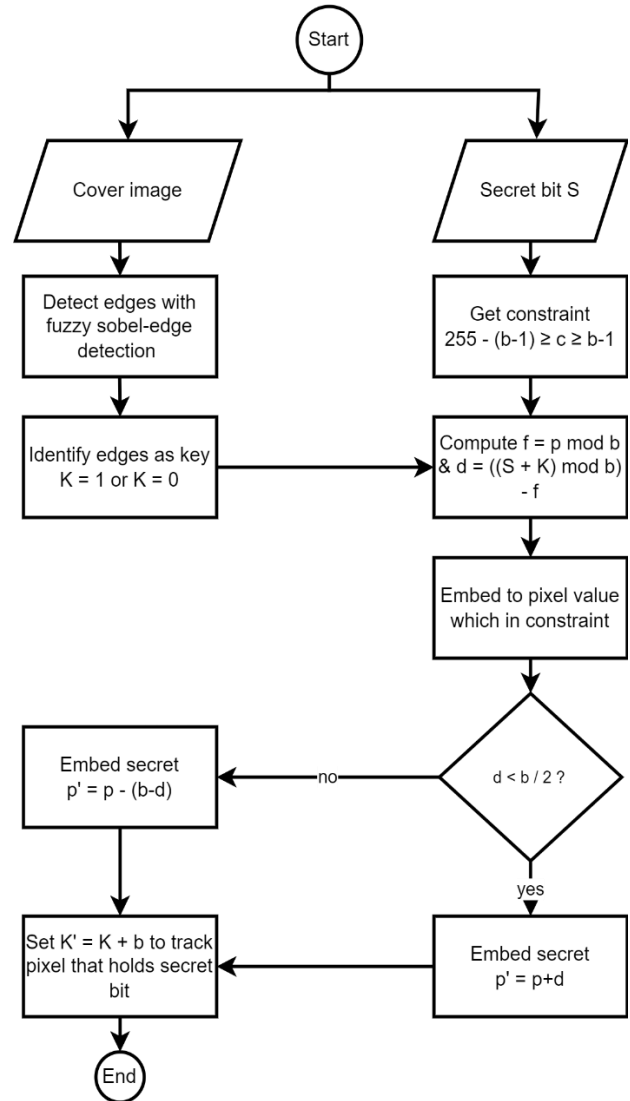 Start
Cover image
Secret bit S
Detect edges with
fuzzy sobel-edge
detection
Get constraint
255 - (b-1) ≥ c ≥ b-1
Identify edges as key
K = 1 or K = 0
Compute f = p mod b
& d = ((S + K) mod b)
- f
Embed to pixel value
which in constraint
d < b / 2 ?
no
Embed secret
p' = p - (b-d)
yes
Embed secret
p' = p+d
Set K' = K + b to track
pixel that holds secret
bit
End